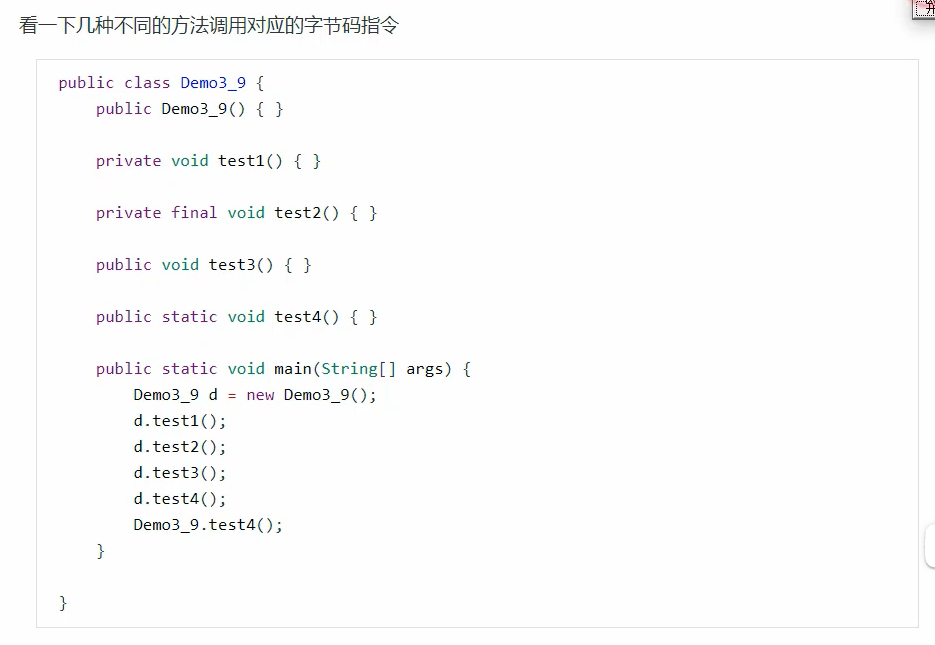 看一下几种不同的方法调用对应的字节码指令
public class Demo3_9 {
    public Demo3_9() { }
    private void test1() { }
    private final void test2() { }
    public void test3() { }
    public static void test4() { }
    public static void main(String[] args) {
        Demo3_9 d = new Demo3_9();
        d.test1();
        d.test2();
        d.test3();
        d.test4();
        Demo3_9.test4();
    }
}